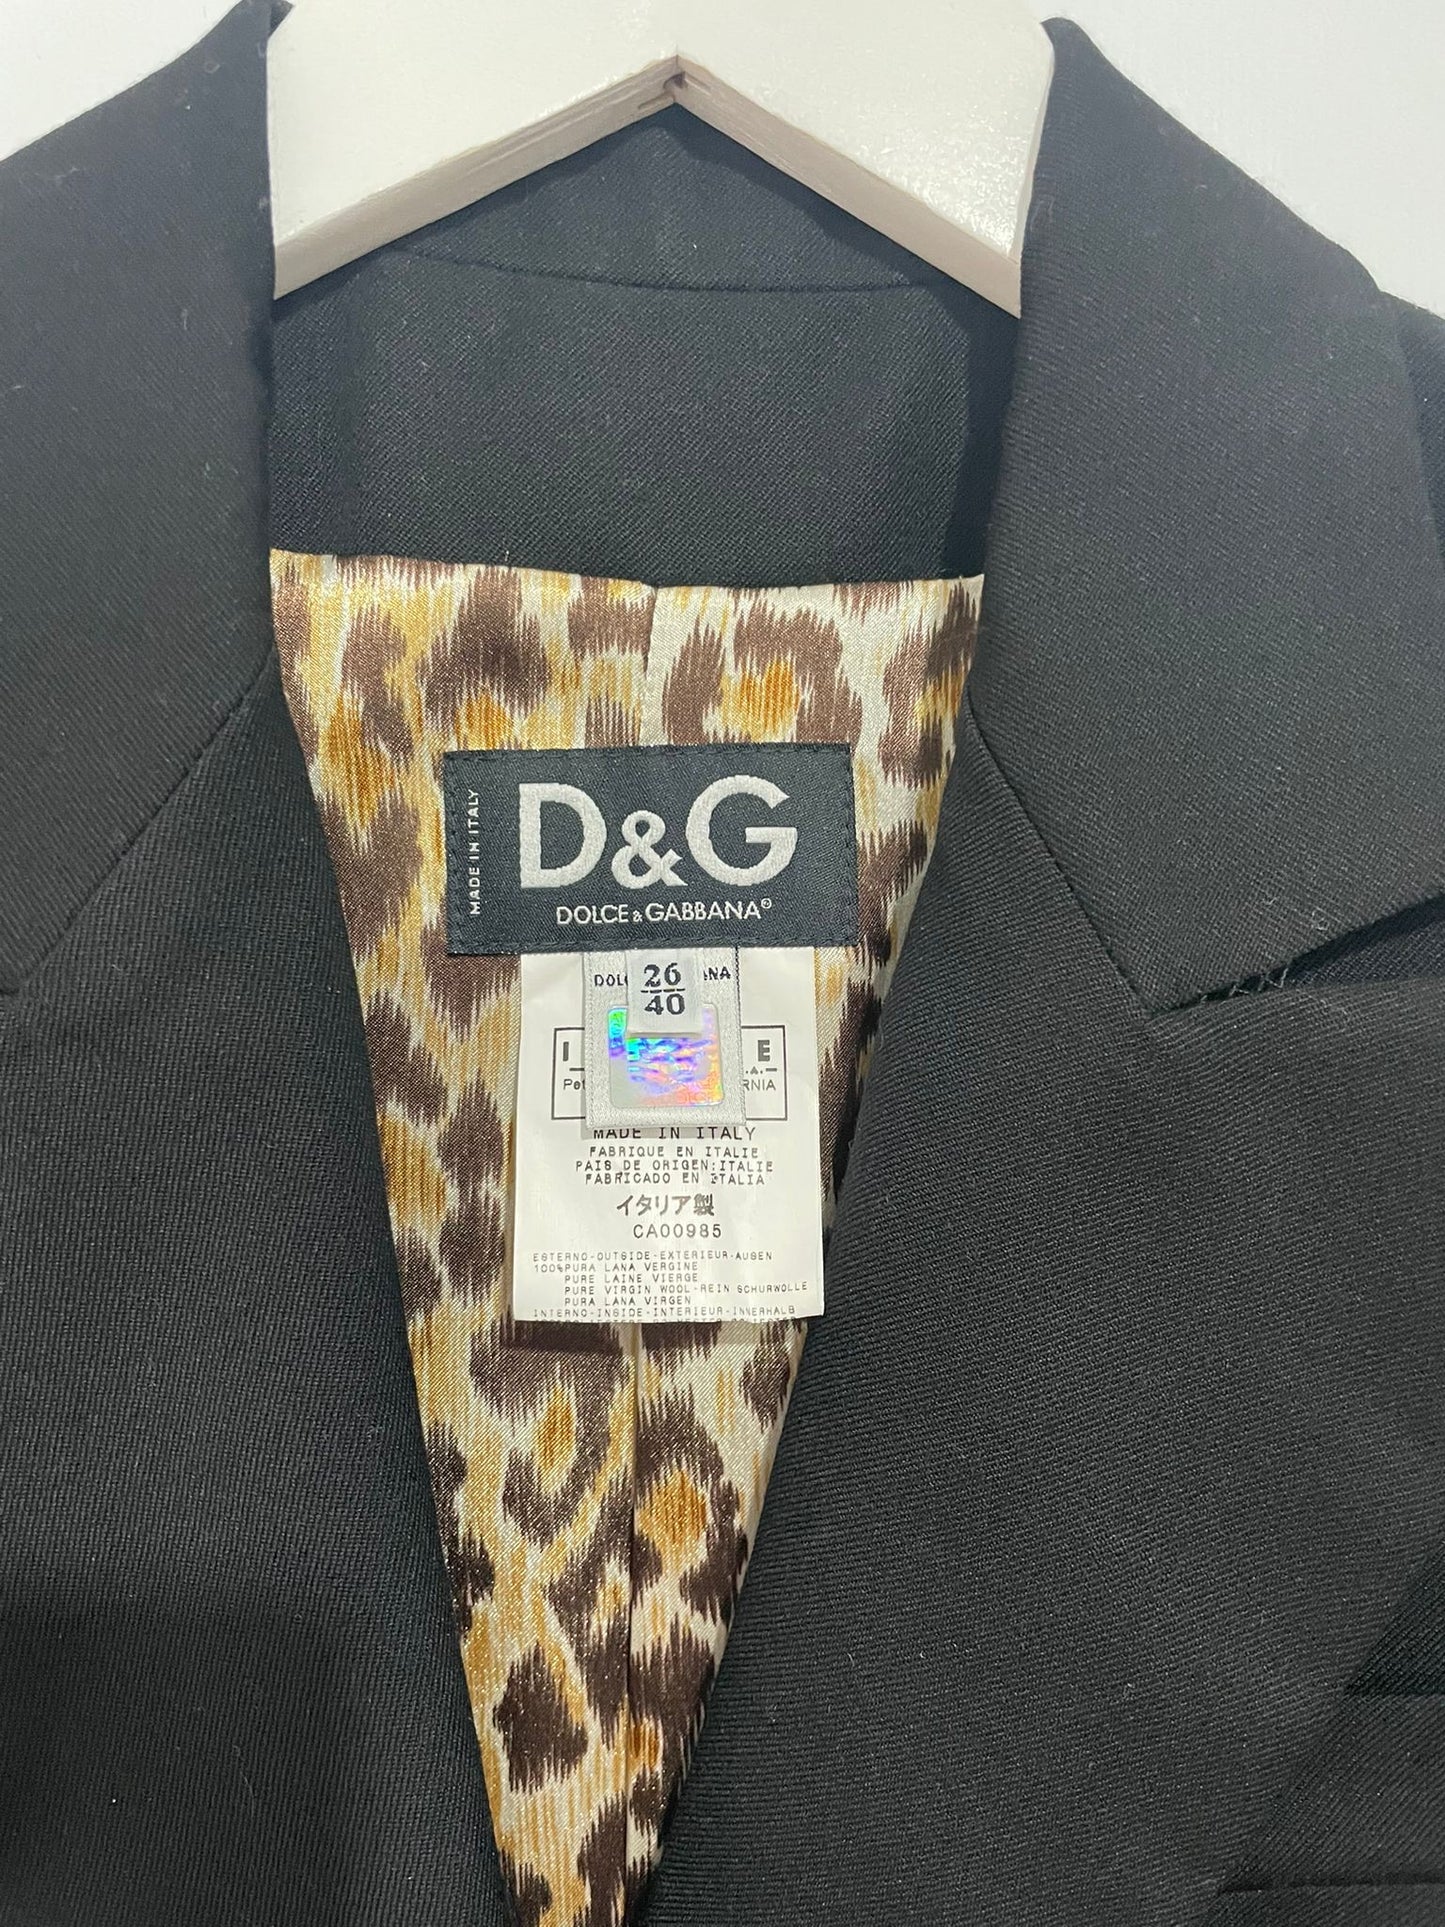 MADE IN ITALY
D&G
DOLCE & GABBANA®
26
40
I E
MADE IN ITALY
FABRIQUE EN ITALIE
PAIS DE ORIGEN:ITALIE
FABRICADO EN ITALIA
イタリア製
CA00985
ESTERNO-OUTSIDE-EXTERIEUR-AUSEN
100%PURA LANA VERGINE
PURE LAINE VIERGE
PURE VIRGIN WOOL-REIN SCHURWOLLE
PURA LANA VIRGEN
INTERNO-INSIDE-INTERIEUR-INNERHALB